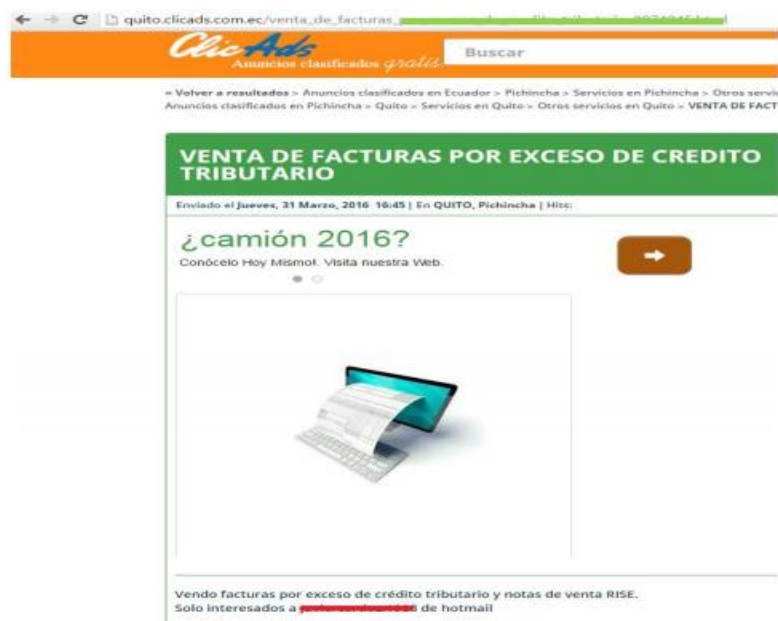 quito.clicads.com.ec/venta_de_facturas_
ClicAds
Anuncios clasificados gratis
Buscar
« Volver a resultados > Anuncios clasificados en Ecuador > Pichincha > Servicios en Pichincha > Otros servic
Anuncios clasificados en Pichincha > Quito > Servicios en Quito > Otros servicios en Quito > VENTA DE FACT
VENTA DE FACTURAS POR EXCESO DE CREDITO
TRIBUTARIO
Enviado el Jueves, 31 Marzo, 2016 16:45 | En QUITO, Pichincha | Hits:
¿camión 2016?
Conócelo Hoy Mismo!. Visita nuestra Web.
Vendo facturas por exceso de crédito tributario y notas de venta RISE.
Solo interesados a de hotmail